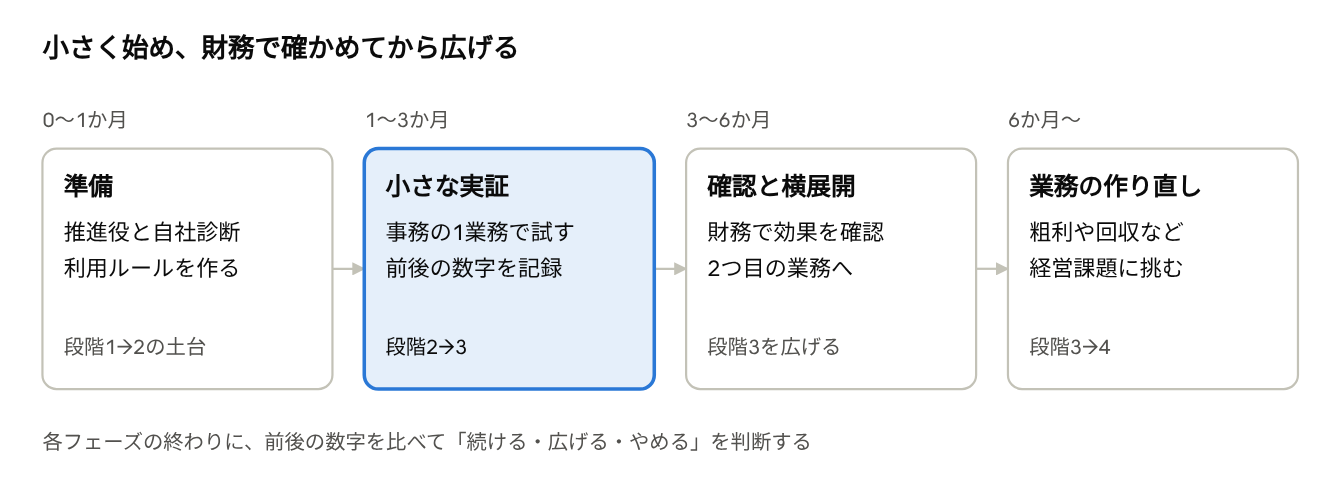 小さく始め、財務で確かめてから広げる
0〜1か月
準備
推進役と自社診断
利用ルールを作る
段階1→2の土台
1〜3か月
小さな実証
事務の1業務で試す
前後の数字を記録
段階2→3
3〜6か月
確認と横展開
財務で効果を確認
2つ目の業務へ
段階3を広げる
6か月〜
業務の作り直し
粗利や回収など
経営課題に挑む
段階3→4
各フェーズの終わりに、前後の数字を比べて「続ける・広げる・やめる」を判断する